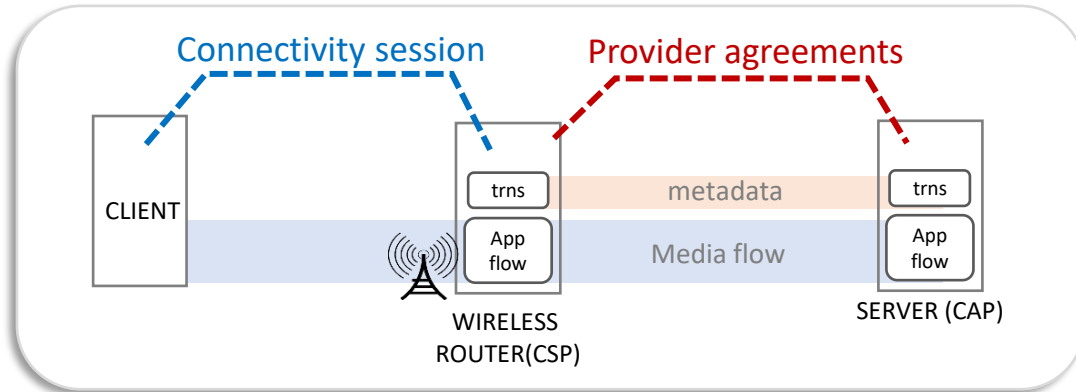 Connectivity session
Provider agreements
CLIENT
trns
metadata
trns
App
flow
Media flow
App
flow
WIRELESS
ROUTER(CSP)
SERVER (CAP)